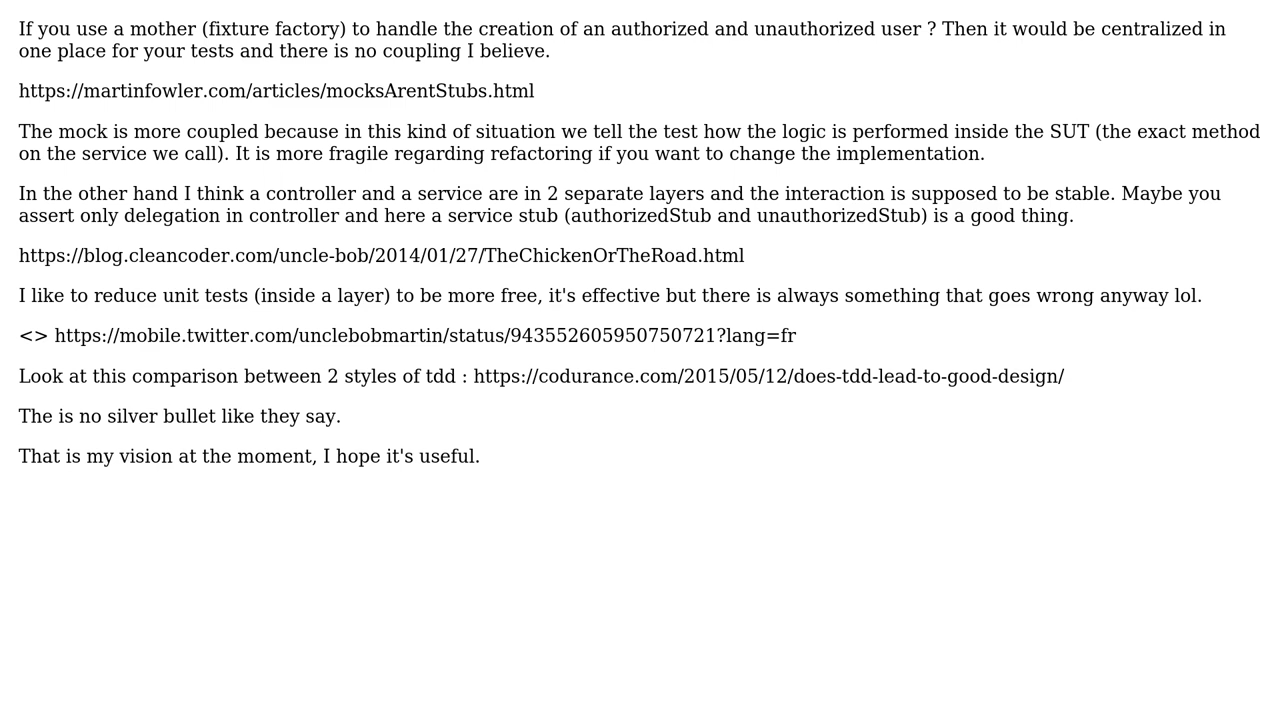 If you use a mother (fixture factory) to handle the creation of an authorized and unauthorized user ? Then it would be centralized in
one place for your tests and there is no coupling I believe.
https://martinfowler.com/articles/mocksArentStubs.html
The mock is more coupled because in this kind of situation we tell the test how the logic is performed inside the SUT (the exact method
on the service we call). It is more fragile regarding refactoring if you want to change the implementation.
In the other hand I think a controller and a service are in 2 separate layers and the interaction is supposed to be stable. Maybe you
assert only delegation in controller and here a service stub (authorizedStub and unauthorizedStub) is a good thing.
https://blog.cleancoder.com/uncle-bob/2014/01/27/TheChickenOrTheRoad.html
I like to reduce unit tests (inside a layer) to be more free, it's effective but there is always something that goes wrong anyway lol.
<> https://mobile.twitter.com/unclebobmartin/status/943552605950750721?lang=fr
Look at this comparison between 2 styles of tdd : https://codurance.com/2015/05/12/does-tdd-lead-to-good-design/
The is no silver bullet like they say.
That is my vision at the moment, I hope it's useful.